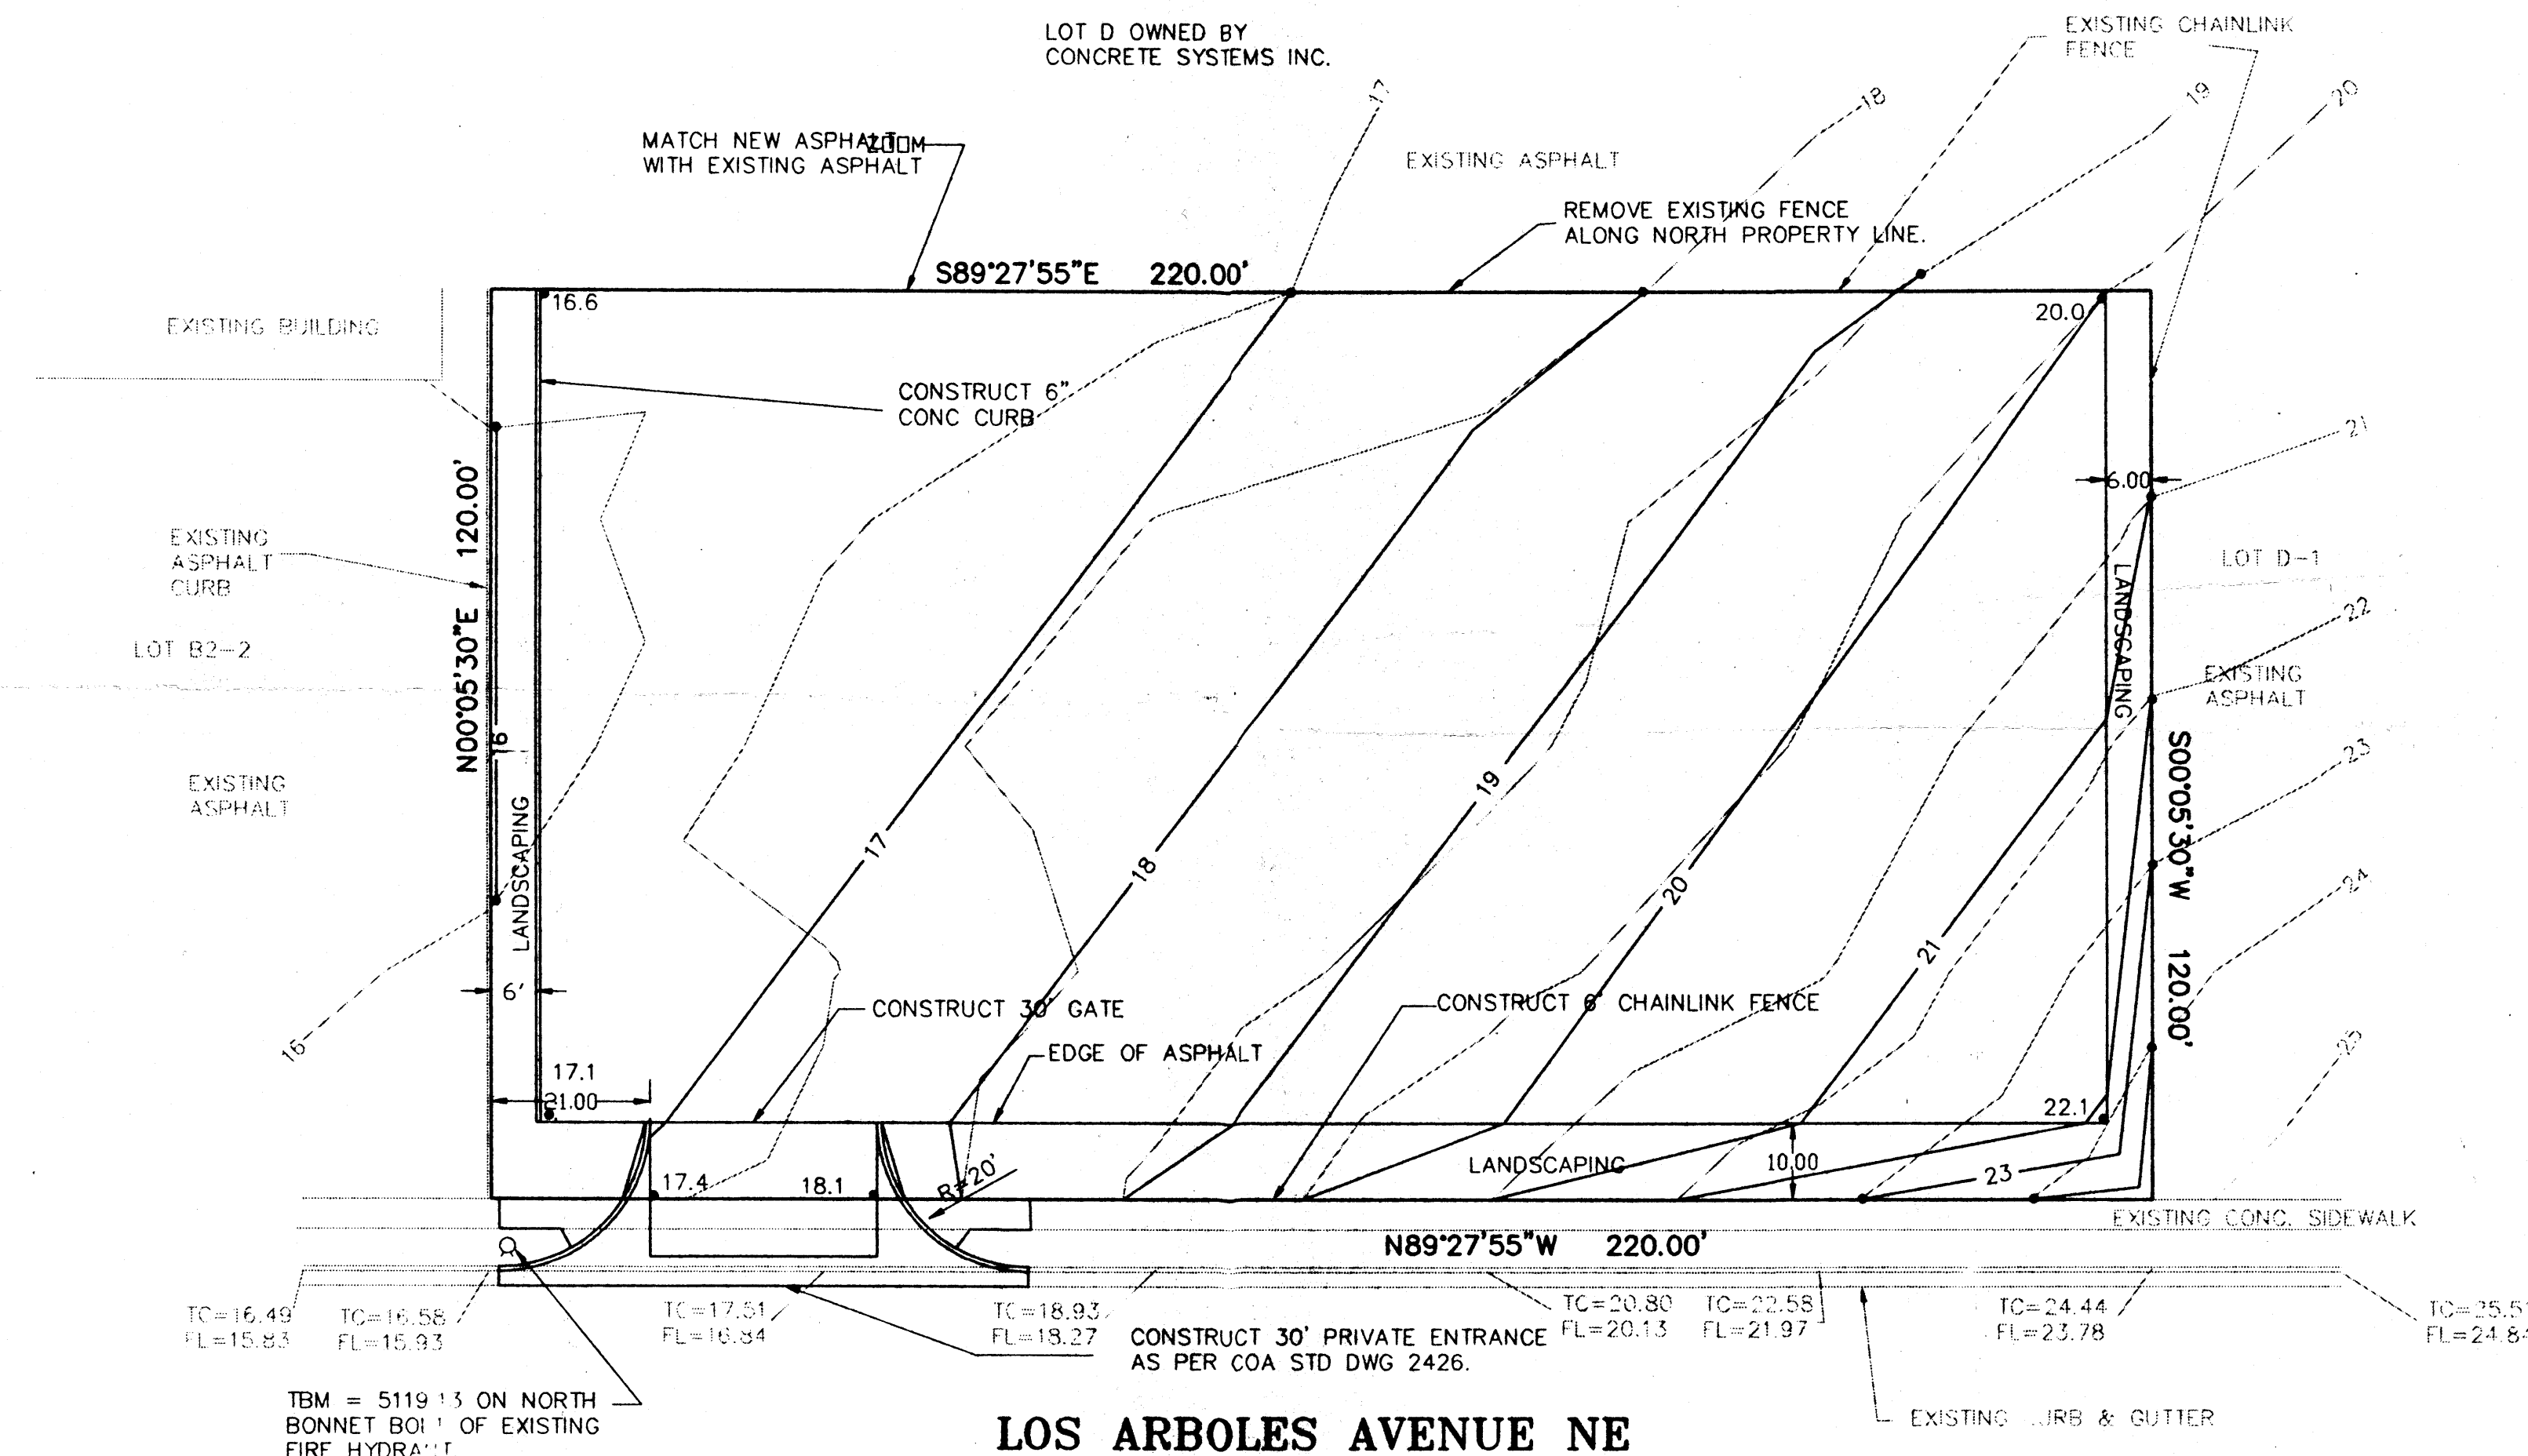 LOT D OWNED BY
CONCRETE SYSTEMS INC.
EXISTING CHAINLINK
FENCE
17
18
19
20
MATCH NEW ASPHALT
WITH EXISTING ASPHALT
EXISTING ASPHALT
REMOVE EXISTING FENCE
ALONG NORTH PROPERTY LINE.
S89°27'55"E 220.00'
16.6
20.0
EXISTING BUILDING
CONSTRUCT 6"
CONC CURB
21
6.00
N00°05'30"E 120.00'
EXISTING
ASPHALT
CURB
LOT D-1
LANDSCAPING
22
LOT B2-2
EXISTING
ASPHALT
16
S00°05'30"W 120.00'
23
EXISTING
ASPHALT
19
17
18
20
24
LANDSCAPING
21
6'
CONSTRUCT 30' GATE
CONSTRUCT 6' CHAINLINK FENCE
16
EDGE OF ASPHALT
25
17.1
21.00
22.1
LANDSCAPING
10.00
17.4
18.1
R=20'
23
EXISTING CONC. SIDEWALK
N89°27'55"W 220.00'
TC=16.49
FL=15.83
TC=16.58
FL=15.93
TC=17.51
FL=16.84
TC=18.93
FL=18.27
TC=20.80
FL=20.13
TC=22.58
FL=21.97
TC=24.44
FL=23.78
FL=24.84
CONSTRUCT 30' PRIVATE ENTRANCE
AS PER COA STD DWG 2426.
TBM = 5119 13 ON NORTH
BONNET OF EXISTING
FIRE
EXISTING & GUTTER
LOS ARBOLES AVENUE NE